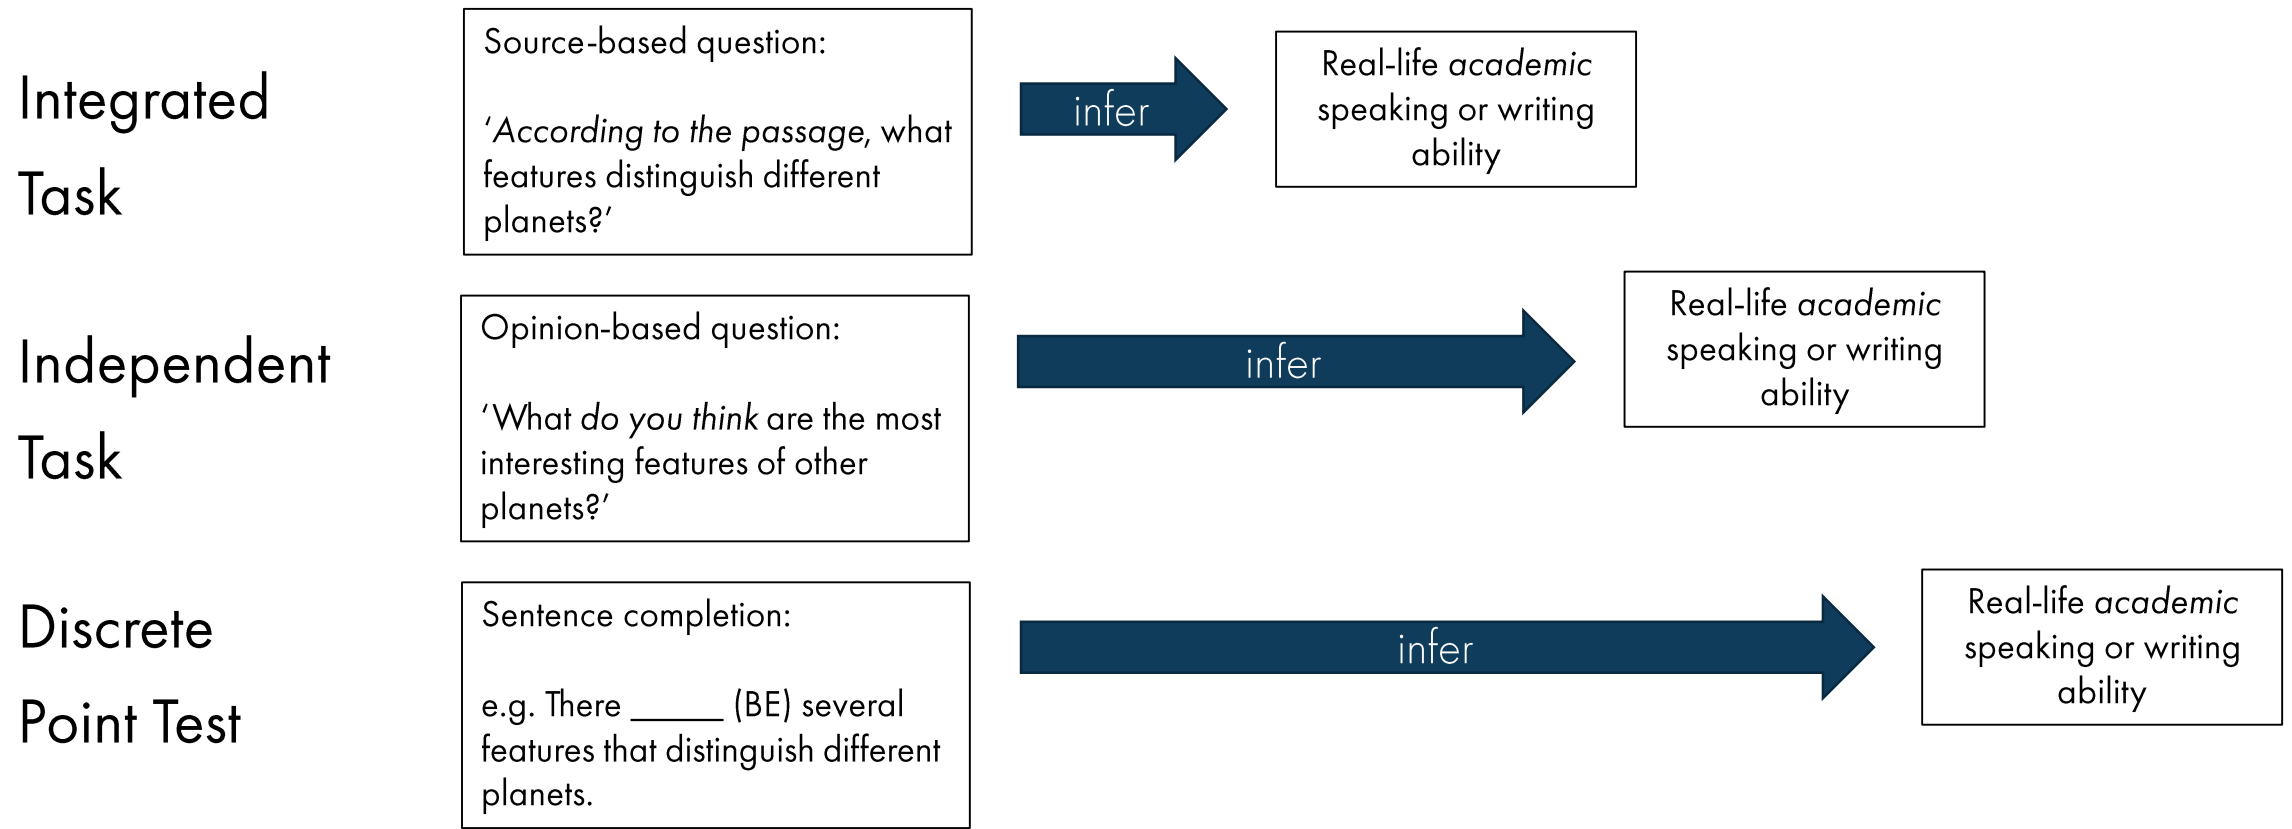 Integrated
Task
Source-based question:
‘According to the passage, what
features distinguish different
planets?’
infer
Real-life academic
speaking or writing
ability
Independent
Task
Opinion-based question:
‘What do you think are the most
interesting features of other
planets?’
infer
Real-life academic
speaking or writing
ability
Discrete
Point Test
Sentence completion:
e.g. There ______ (BE) several
features that distinguish different
planets.
infer
Real-life academic
speaking or writing
ability